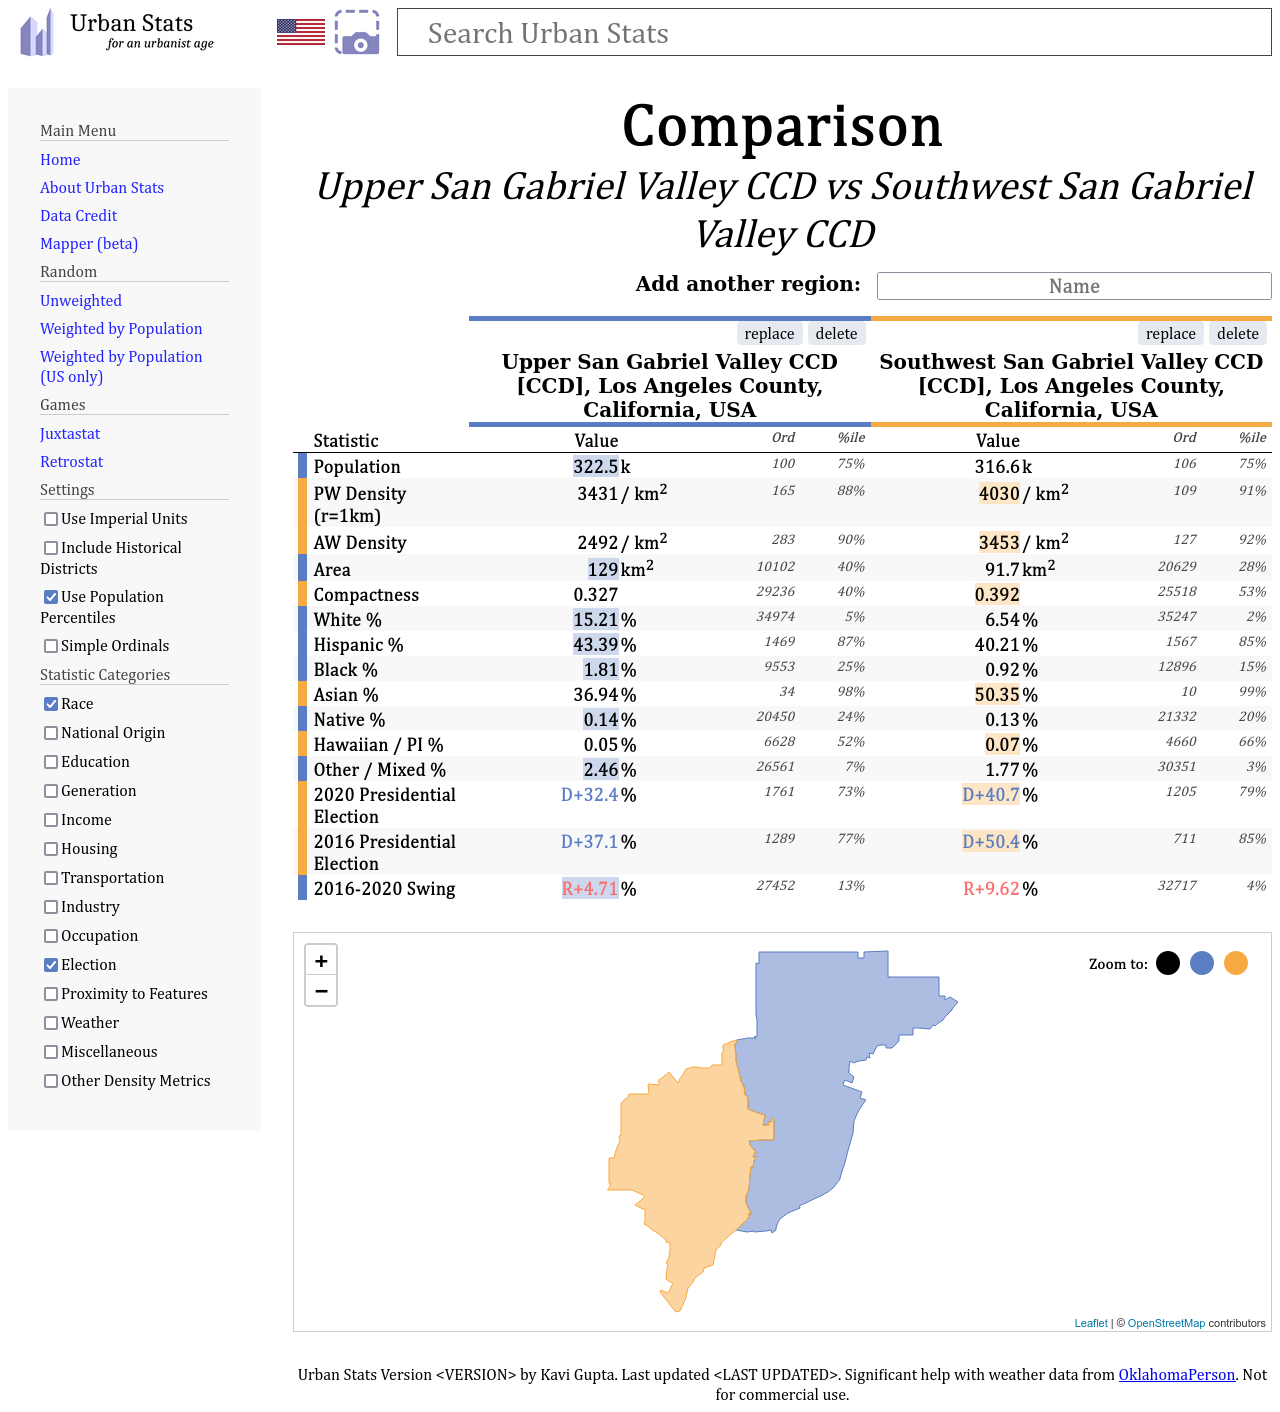 Urban Stats
for an urbanist age
Search Urban Stats
Main Menu
Home
About Urban Stats
Data Credit
Mapper (beta)
Random
Unweighted
Weighted by Population
Weighted by Population
(US only)
Games
Juxtastat
Retrostat
Settings
Use Imperial Units
Include Historical
Districts
Use Population
Percentiles
Simple Ordinals
Statistic Categories
Race
National Origin
Education
Generation
Income
Housing
Transportation
Industry
Occupation
Election
Proximity to Features
Weather
Miscellaneous
Other Density Metrics
Comparison
Upper San Gabriel Valley CCD vs Southwest San Gabriel
Valley CCD
Add another region: Name
replace delete replace delete
Upper San Gabriel Valley CCD Southwest San Gabriel Valley CCD
[CCD], Los Angeles County, [CCD], Los Angeles County,
California, USA California, USA
Statistic Value Ord %ile Value Ord %ile
Population 322.5k 100 75% 316.6k 106 75%
PW Density 3431 / km² 165 88% 4030 / km² 109 91%
(r=1km)
AW Density 2492 / km² 283 90% 3453 / km² 127 92%
Area 129 km² 10102 40% 91.7 km² 20629 28%
Compactness 0.327 29236 40% 0.392 25518 53%
White % 15.21% 34974 5% 6.54% 35247 2%
Hispanic % 43.39% 1469 87% 40.21% 1567 85%
Black % 1.81% 9553 25% 0.92% 12896 15%
Asian % 36.94% 34 98% 50.35% 10 99%
Native % 0.14% 20450 24% 0.13% 21332 20%
Hawaiian / PI % 0.05% 6628 52% 0.07% 4660 66%
Other / Mixed % 2.46% 26561 7% 1.77% 30351 3%
2020 Presidential D+32.4% 1761 73% D+40.7% 1205 79%
Election
2016 Presidential D+37.1% 1289 77% D+50.4% 711 85%
Election
2016-2020 Swing R+4.71% 27452 13% R+9.62% 32717 4%
+
−
Zoom to:
Leaflet | © OpenStreetMap contributors
Urban Stats Version <VERSION> by Kavi Gupta. Last updated <LAST UPDATED>. Significant help with weather data from OklahomaPerson. Not
for commercial use.